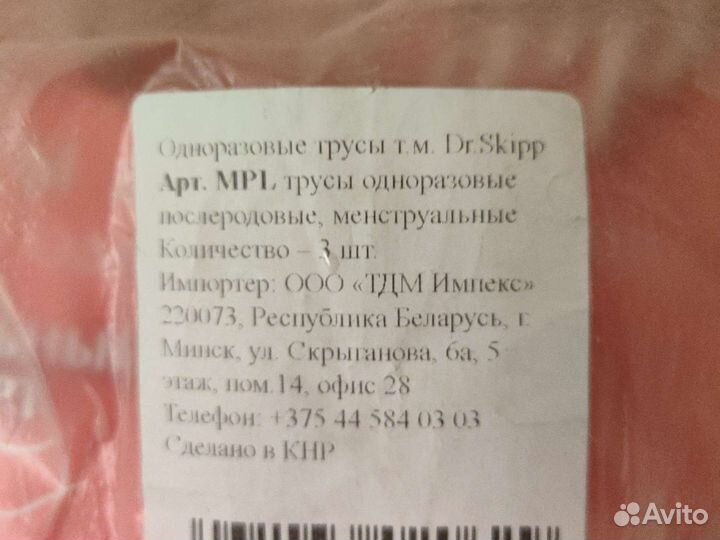 Одноразовые трусы т.м. Dr.Skipp
Арт. MPL трусы одноразовые
послеродовые, менструальные
Количество – 3 шт.
Импортер: ООО «ТДМ Импекс»
220073, Республика Беларусь, г.
Минск, ул. Скрыганова, 6а, 5
этаж, пом.14, офис 28
Телефон: +375 44 584 03 03
Сделано в КНР
Avito